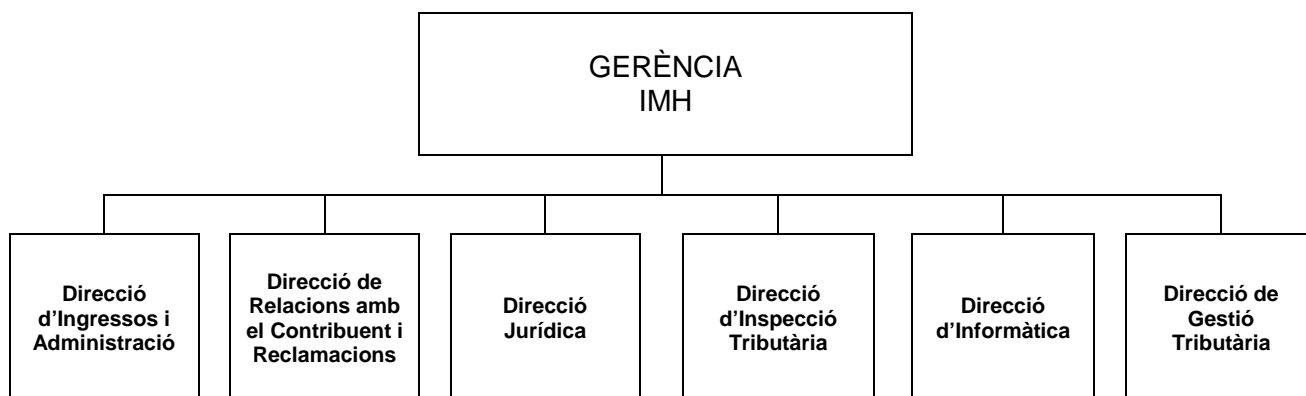 GERÈNCIA
IMH
Direcció
d’Ingressos i
Administració
Direcció de
Relacions amb
el Contribuent i
Reclamacions
Direcció
Jurídica
Direcció
d’Inspecció
Tributària
Direcció
d’Informàtica
Direcció de
Gestió
Tributària